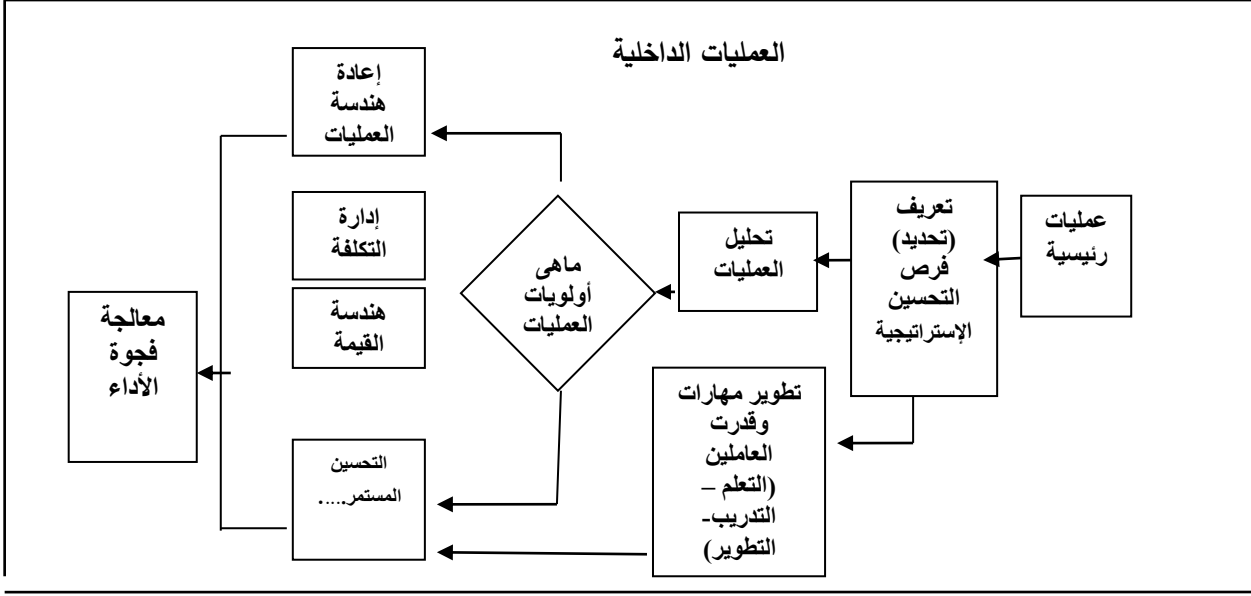 العمليات الداخلية
عمليات
رئيسية
تعريف
(تحديد)
فرص
التحسين
الإستراتيجية
تحليل
العمليات
تطوير مهارات
وقدرت
العاملين
(التعلم –
التدريب-
التطوير)
ماهى
أولويات
العمليات
إعادة
هندسة
العمليات
إدارة
التكلفة
هندسة
القيمة
التحسين
المستمر.....
معالجة
فجوة
الأداء